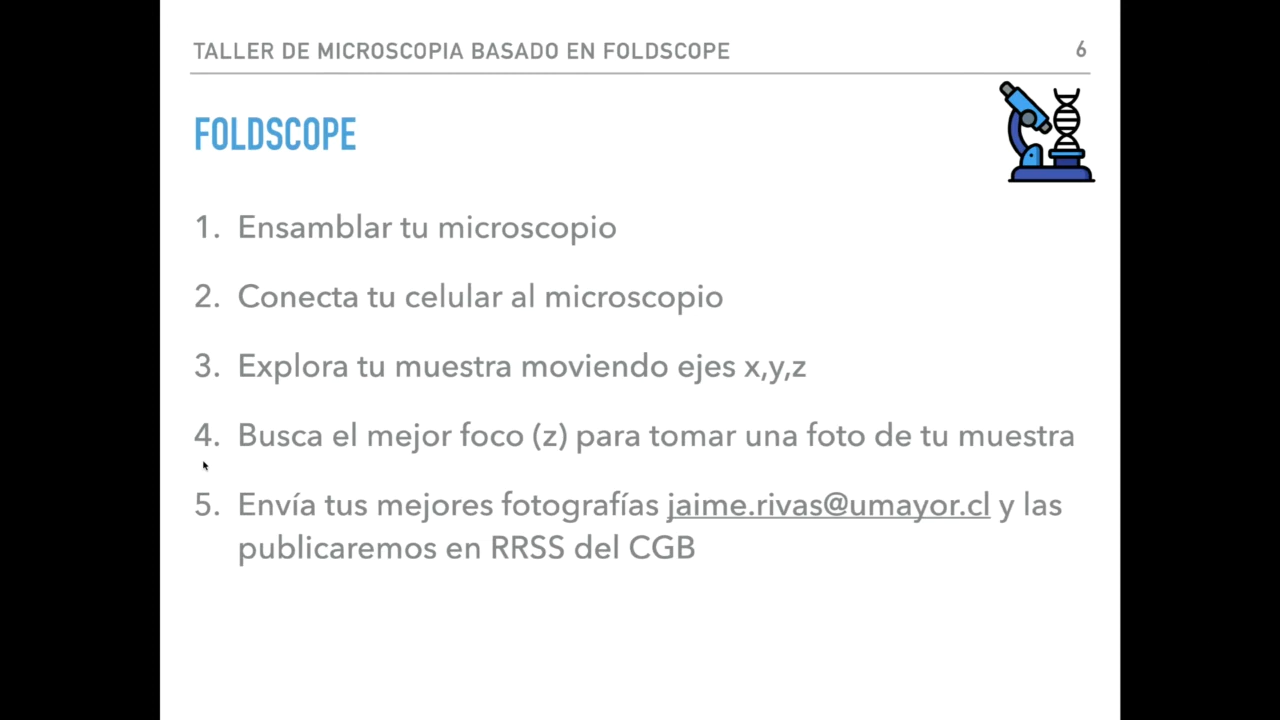 TALLER DE MICROSCOPIA BASADO EN FOLDSCOPE 6
FOLDSCOPE
1. Ensamblar tu microscopio
2. Conecta tu celular al microscopio
3. Explora tu muestra moviendo ejes x,y,z
4. Busca el mejor foco (z) para tomar una foto de tu muestra
5. Envía tus mejores fotografías jaime.rivas@umayor.cl y las
publicaremos en RRSS del CGB